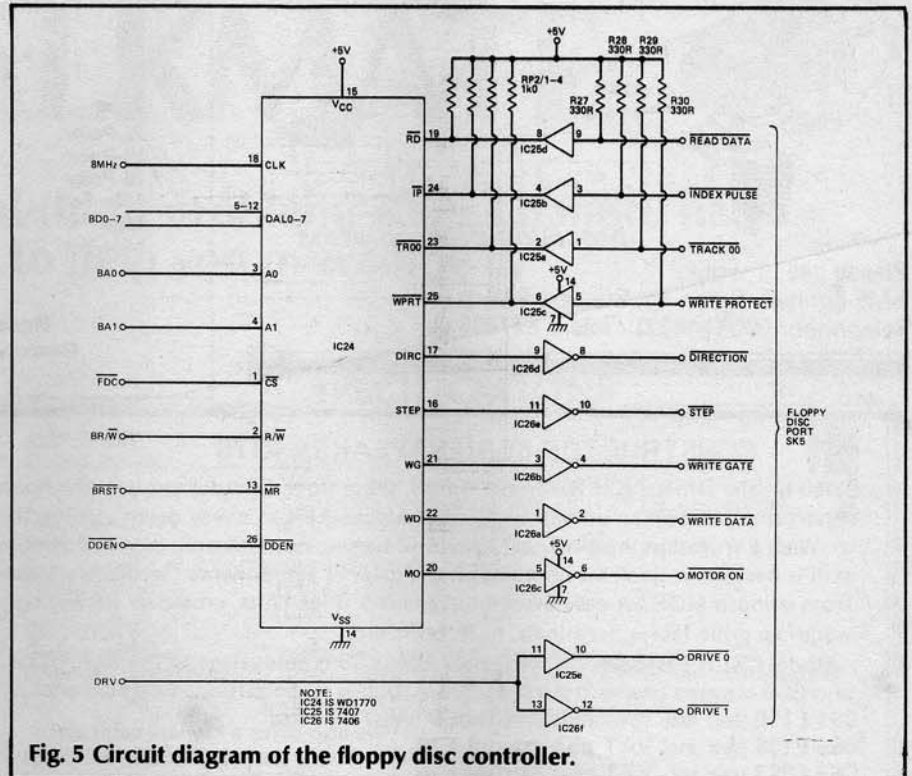 +5V
15
VCC
8MHz
18
CLK
BD0-7
5-12
DAL0-7
BA0
3
A0
BA1
4
A1
FDC
1
CS
BR/W
2
R/W
BRST
13
MR
DDEN
26
DDEN
VSS
14
IC24
+5V
RP2/1-4
1k0
R28
330R
R29
330R
R27
330R
R30
330R
RD
19
8
9
IC25d
READ DATA
IP
24
4
3
IC25b
INDEX PULSE
TR00
23
2
1
IC25a
TRACK 00
WPRT
25
+5V
14
6
5
7
IC25c
WRITE PROTECT
DIRC
17
9
8
IC26d
DIRECTION
STEP
16
11
10
IC26e
STEP
WG
21
3
4
IC26b
WRITE GATE
WD
22
1
2
IC26a
WRITE DATA
MO
20
+5V
14
5
6
7
IC26c
MOTOR ON
FLOPPY
DISC
PORT
SK5
DRV
11
10
IC25e
DRIVE 0
13
12
IC26f
DRIVE 1
NOTE:
IC24 IS WD1770
IC25 IS 7407
IC26 IS 7406
Fig. 5 Circuit diagram of the floppy disc controller.